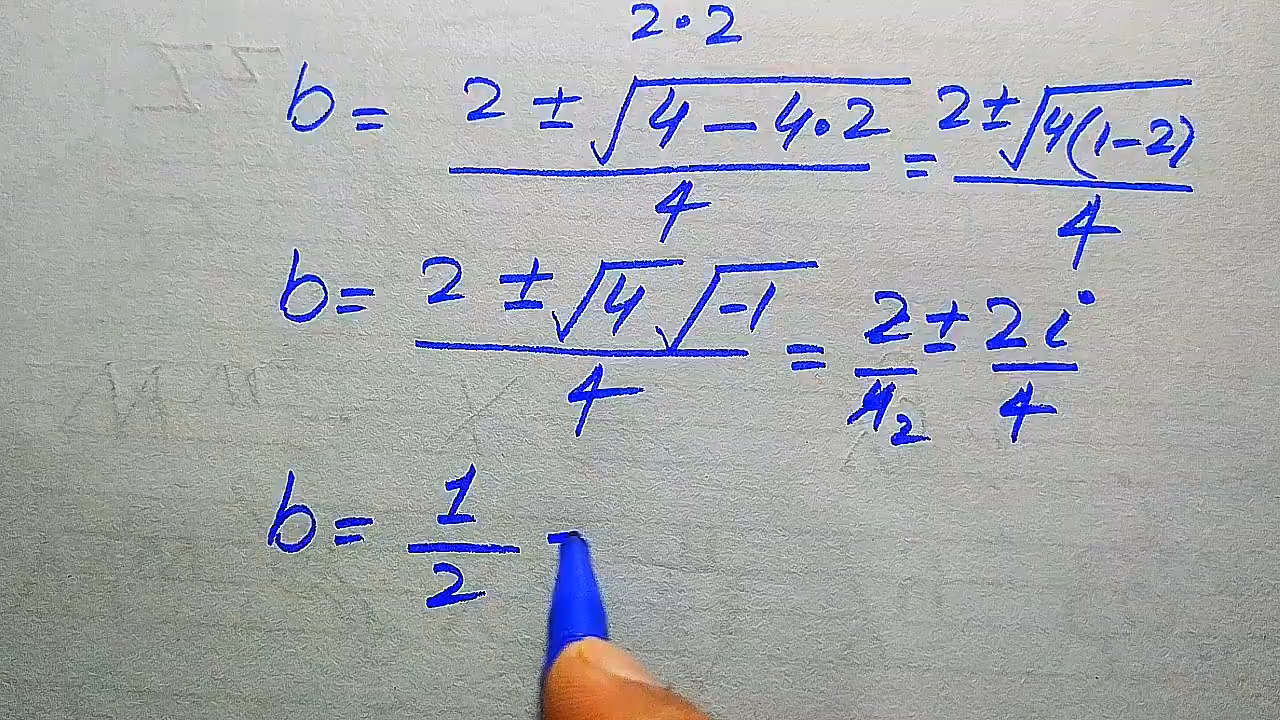 2·2
b = (2 ± √(4 - 4·2))/4 = (2 ± √(4(1-2)))/4
b = (2 ± √4 √-1)/4 = 2/4 2 ± 2i/4
b = 1/2 -